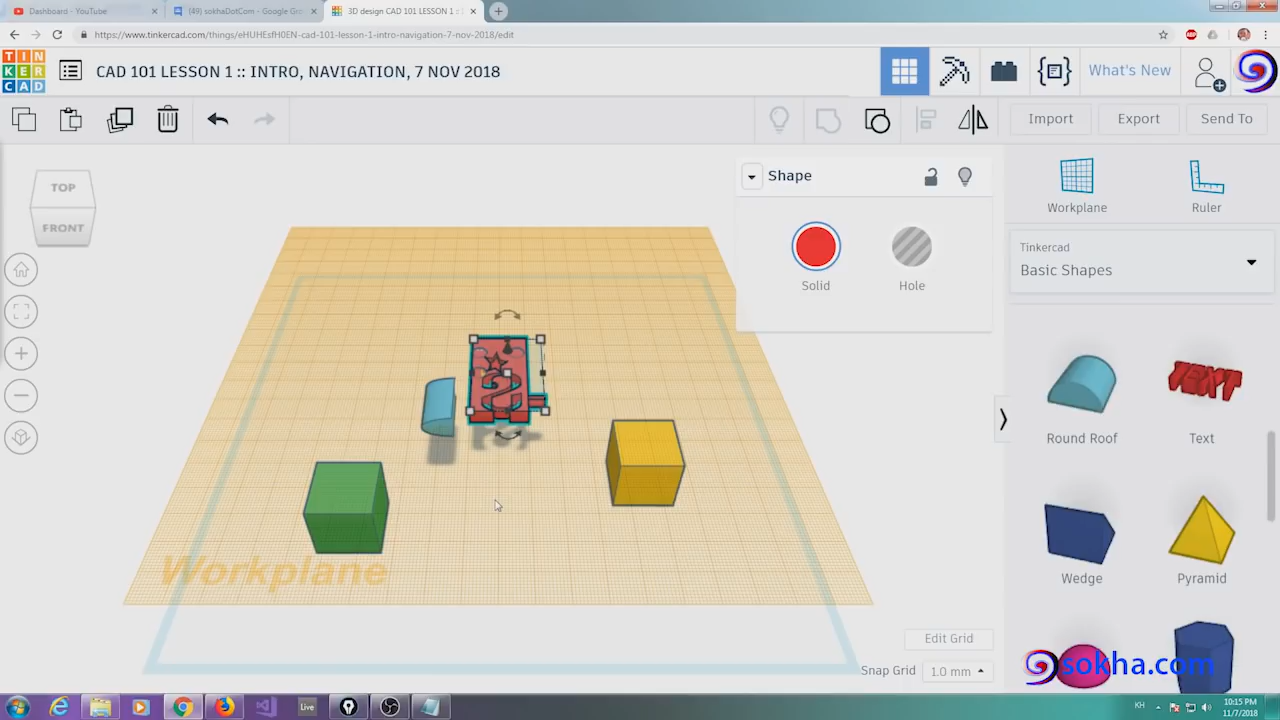 Dashboard - YouTube
(49) sokhaDotCom - Google Gro
3D design CAD 101 LESSON 1 ::
https://www.tinkercad.com/things/eHUHEsfH0EN-cad-101-lesson-1-intro-navigation-7-nov-2018/edit
TIN
KER
CAD
CAD 101 LESSON 1 :: INTRO, NAVIGATION, 7 NOV 2018
What's New
Import
Export
Send To
TOP
FRONT
Shape
Solid
Hole
Workplane
Ruler
Tinkercad
Basic Shapes
Round Roof
TEXT
Text
Wedge
Pyramid
Workplane
Edit Grid
Snap Grid
1.0 mm
sokha.com
Live
KH
10:15 PM
11/7/2018